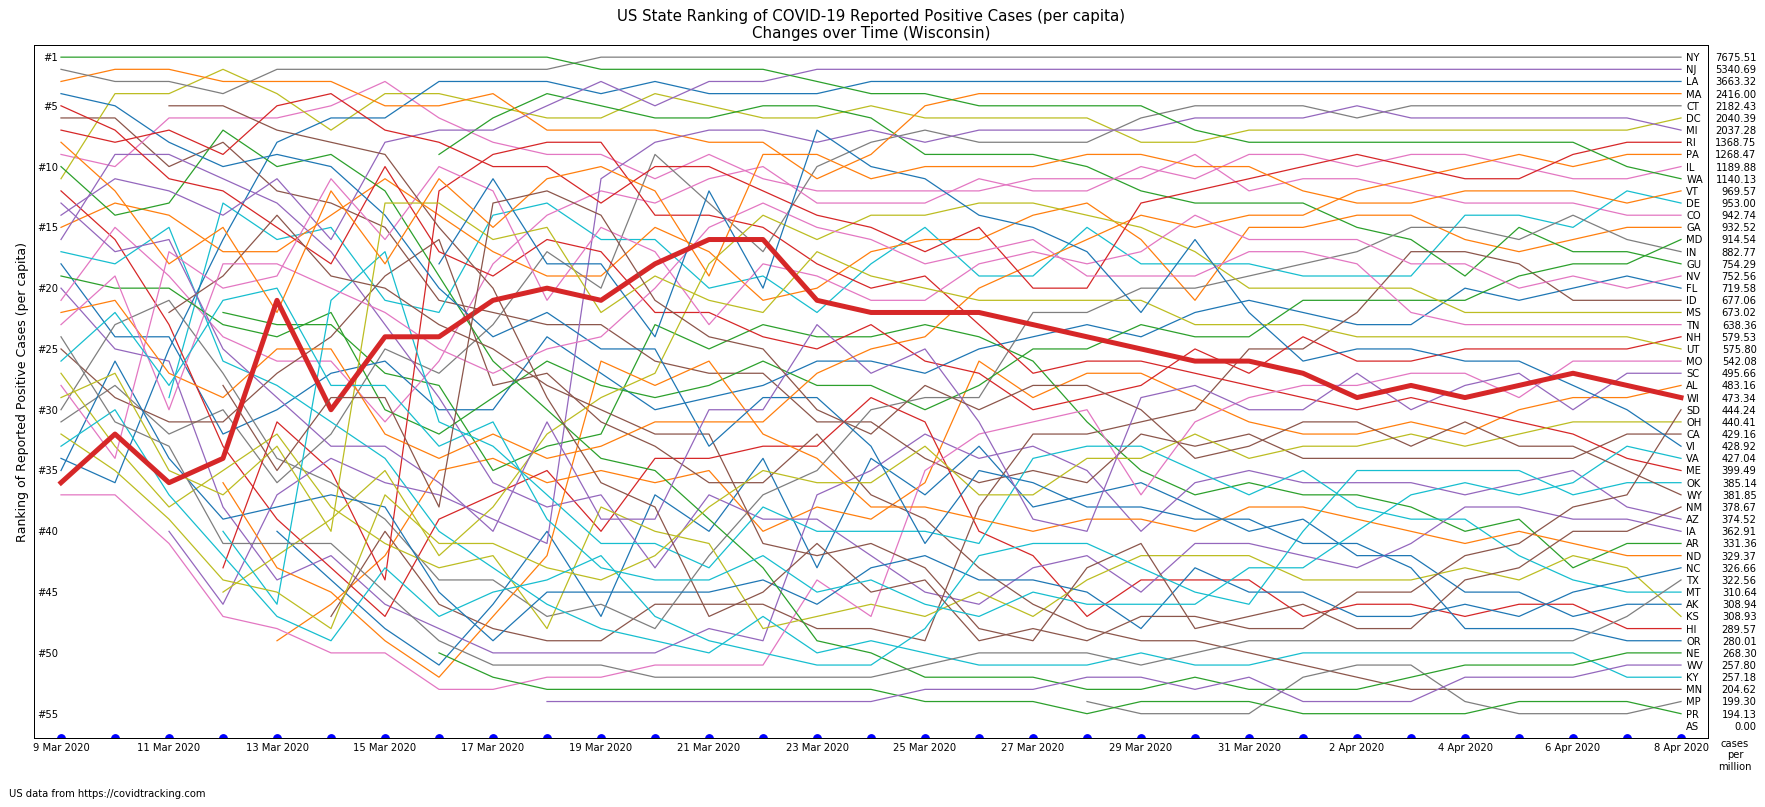 US State Ranking of COVID-19 Reported Positive Cases (per capita)
Changes over Time (Wisconsin)
Ranking of Reported Positive Cases (per capita)
#1
#5
#10
#15
#20
#25
#30
#35
#40
#45
#50
#55
NY 7675.51
NJ 5340.69
LA 3663.32
MA 2416.00
CT 2182.43
DC 2040.39
MI 2037.28
RI 1368.75
PA 1268.47
IL 1189.88
WA 1140.13
VT 969.57
DE 953.00
CO 942.74
GA 932.52
MD 914.54
IN 882.77
GU 754.29
NV 752.56
FL 719.58
ID 677.06
MS 673.02
TN 638.36
NH 579.53
UT 575.80
MO 542.08
SC 495.66
AL 483.16
WI 473.34
SD 444.24
OH 440.41
CA 429.16
VI 428.92
VA 427.04
ME 399.49
OK 385.14
WY 381.85
NM 378.67
AZ 374.52
IA 362.91
AR 331.36
ND 329.37
NC 326.66
TX 322.56
MT 310.64
AK 308.94
KS 308.93
HI 289.57
OR 280.01
NE 268.30
WV 257.80
KY 257.18
MN 204.62
MP 199.30
PR 194.13
AS 0.00
9 Mar 2020 11 Mar 2020 13 Mar 2020 15 Mar 2020 17 Mar 2020 19 Mar 2020 21 Mar 2020 23 Mar 2020 25 Mar 2020 27 Mar 2020 29 Mar 2020 31 Mar 2020 2 Apr 2020 4 Apr 2020 6 Apr 2020 8 Apr 2020
cases
per
million
US data from https://covidtracking.com